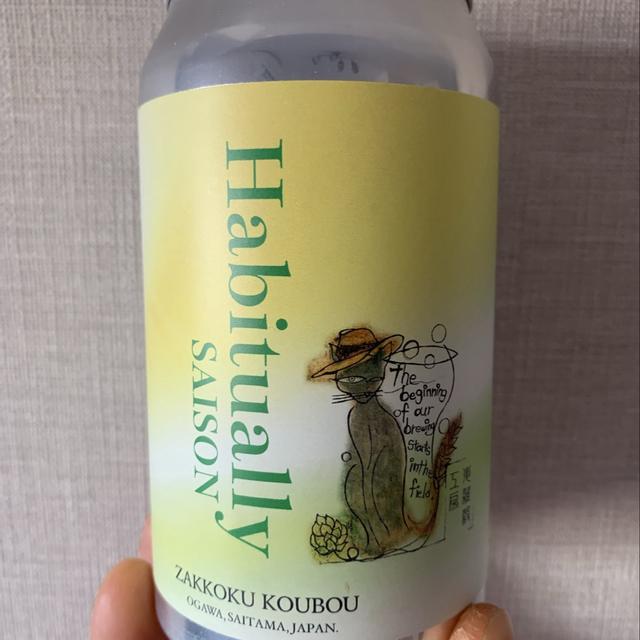 Habitually
SAISON
The
beginning
of our
brewing
starts
in the
field
ZAKKOKU KOUBOU
OGAWA, SAITAMA, JAPAN.